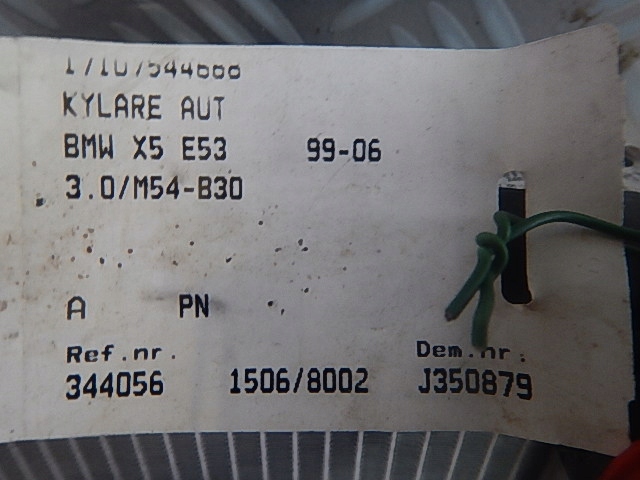 17107544668
KYLARE AUT
BMW X5 E53 99-06
3.0/M54-B30
A PN
Ref.nr. Dem.nr.
344056 1506/8002 J350879